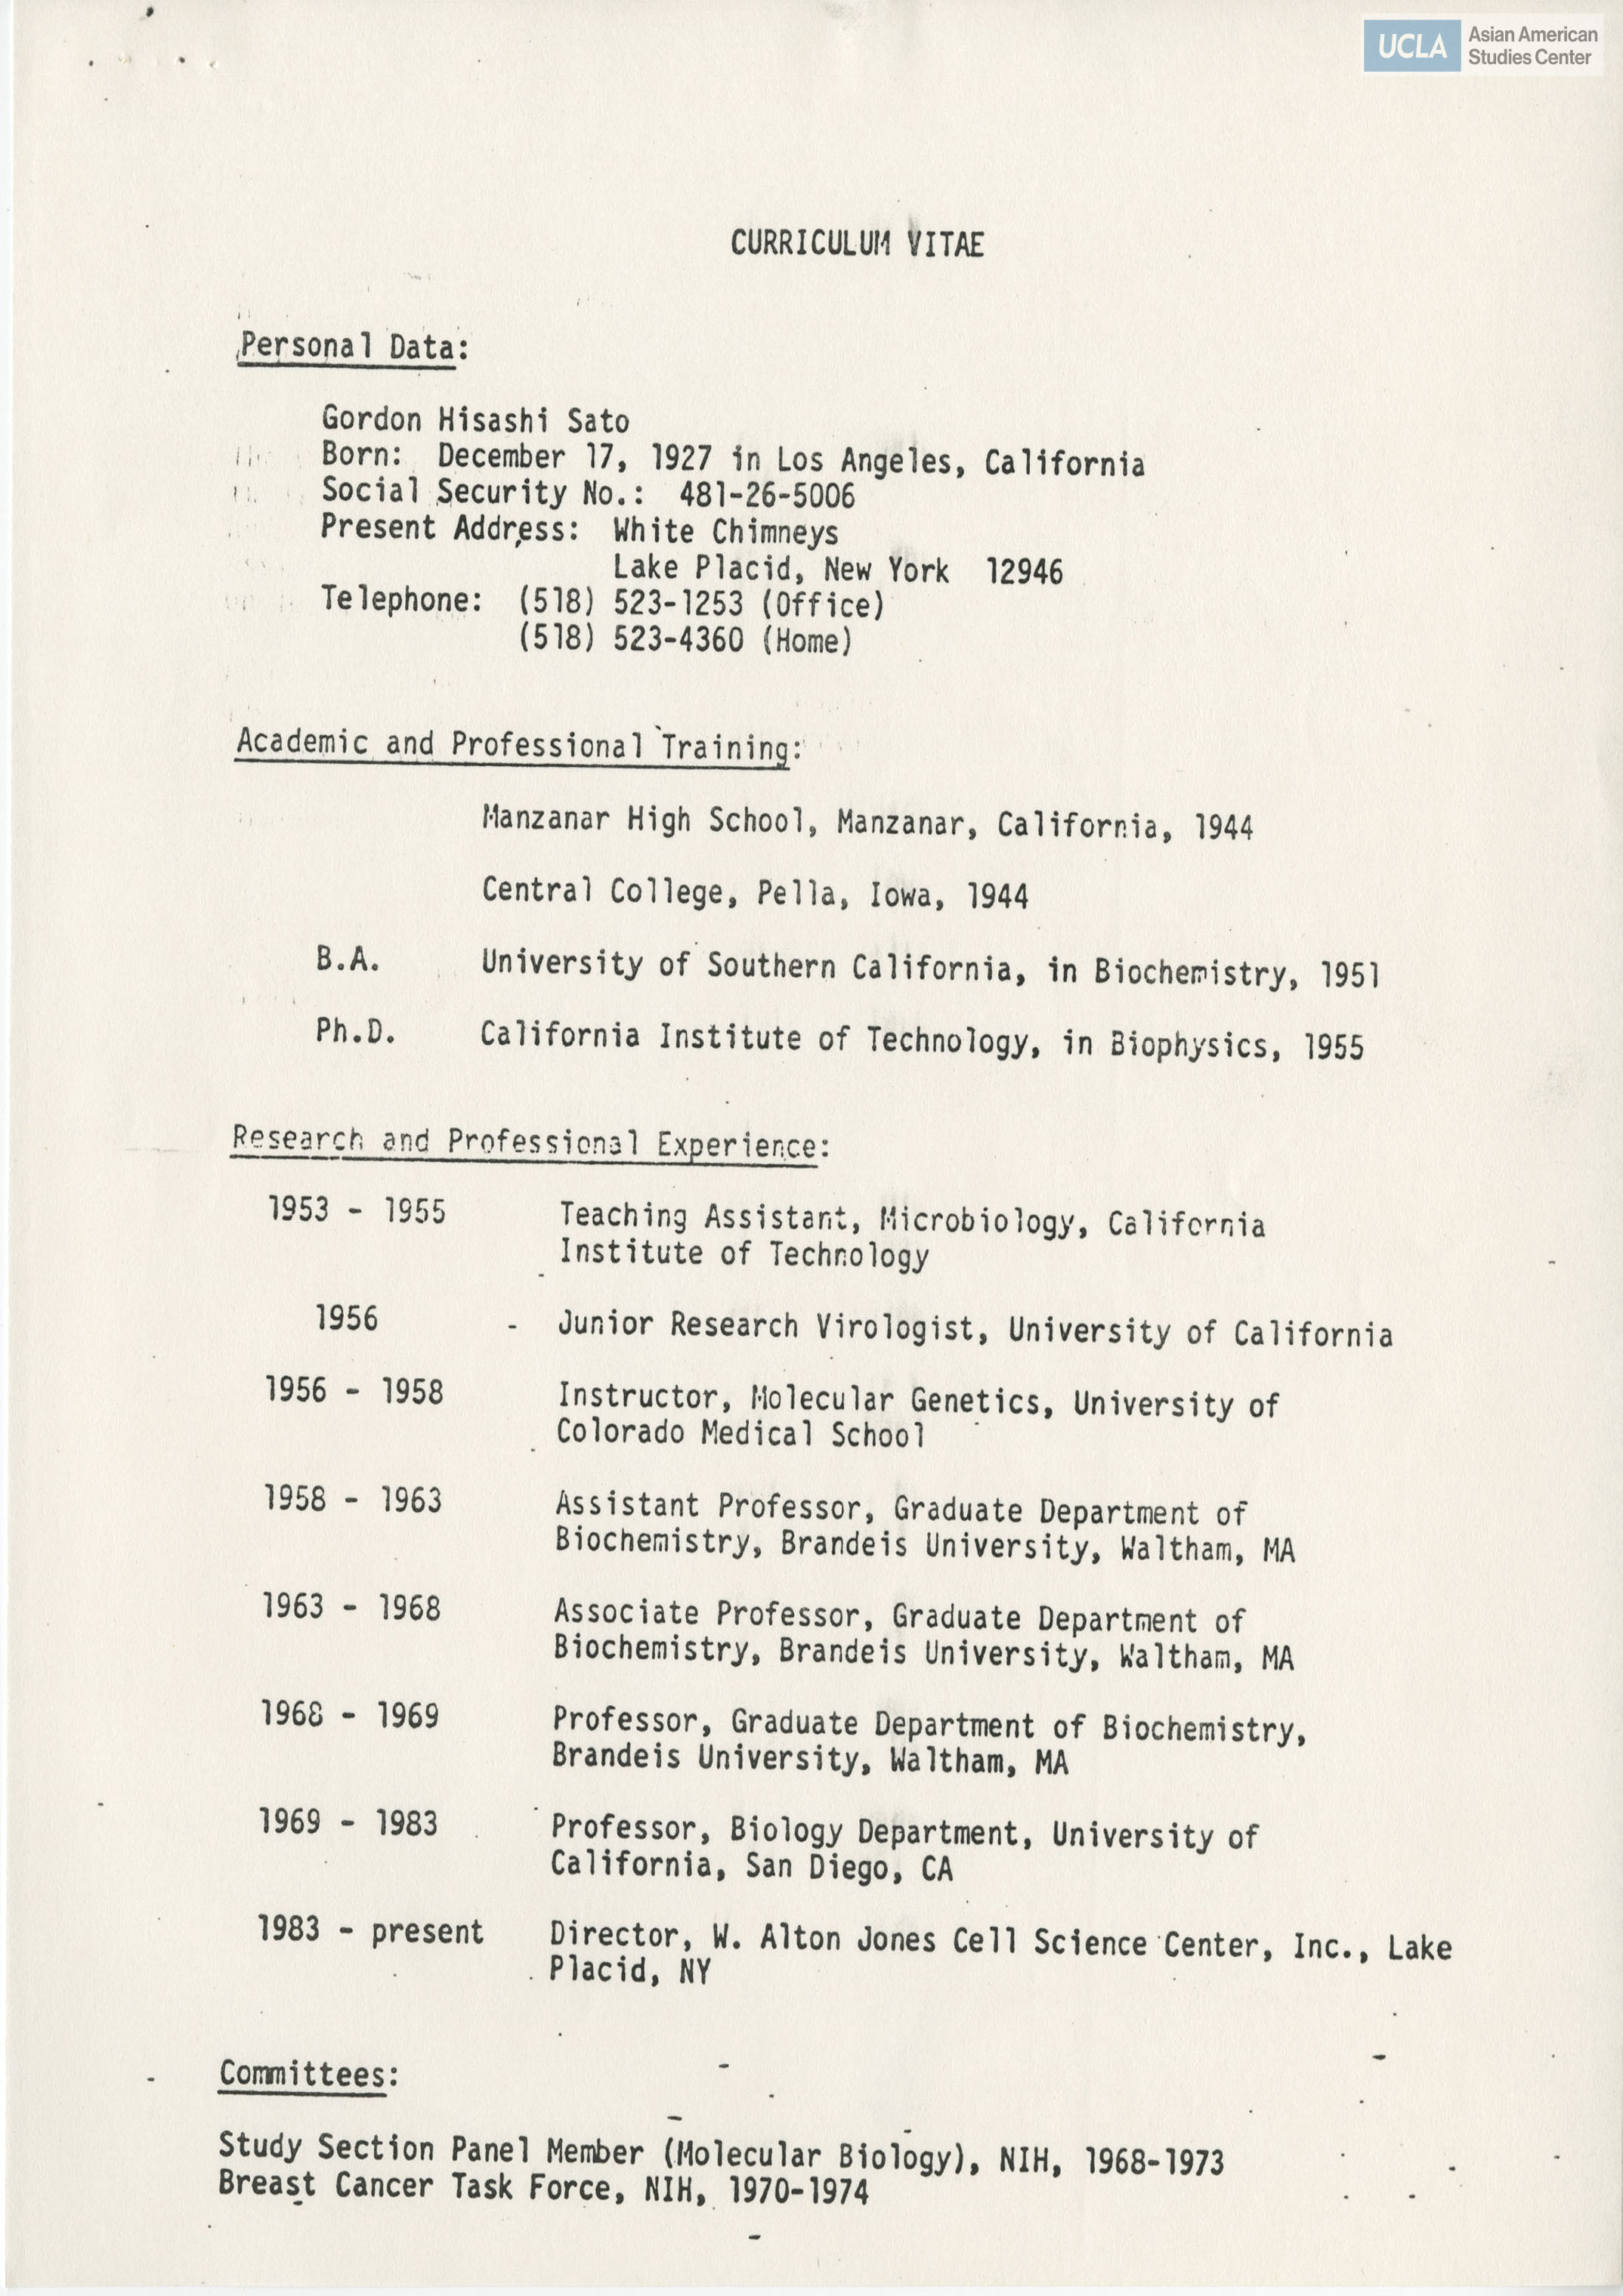 UCLA Asian American Studies Center
CURRICULUM VITAE
Personal Data:
Gordon Hisashi Sato
Born: December 17, 1927 in Los Angeles, California
Social Security No.: 481-26-5006
Present Address: White Chimneys
Lake Placid, New York 12946
Telephone: (518) 523-1253 (Office)
(518) 523-4360 (Home)
Academic and Professional Training:
Manzanar High School, Manzanar, California, 1944
Central College, Pella, Iowa, 1944
B.A. University of Southern California, in Biochemistry, 1951
Ph.D. California Institute of Technology, in Biophysics, 1955
Research and Professional Experience:
1953 - 1955 Teaching Assistant, Microbiology, California
Institute of Technology
1956 Junior Research Virologist, University of California
1956 - 1958 Instructor, Molecular Genetics, University of
Colorado Medical School
1958 - 1963 Assistant Professor, Graduate Department of
Biochemistry, Brandeis University, Waltham, MA
1963 - 1968 Associate Professor, Graduate Department of
Biochemistry, Brandeis University, Waltham, MA
1968 - 1969 Professor, Graduate Department of Biochemistry,
Brandeis University, Waltham, MA
1969 - 1983 Professor, Biology Department, University of
California, San Diego, CA
1983 - present Director, W. Alton Jones Cell Science Center, Inc., Lake
Placid, NY
Committees:
Study Section Panel Member (Molecular Biology), NIH, 1968-1973
Breast Cancer Task Force, NIH, 1970-1974